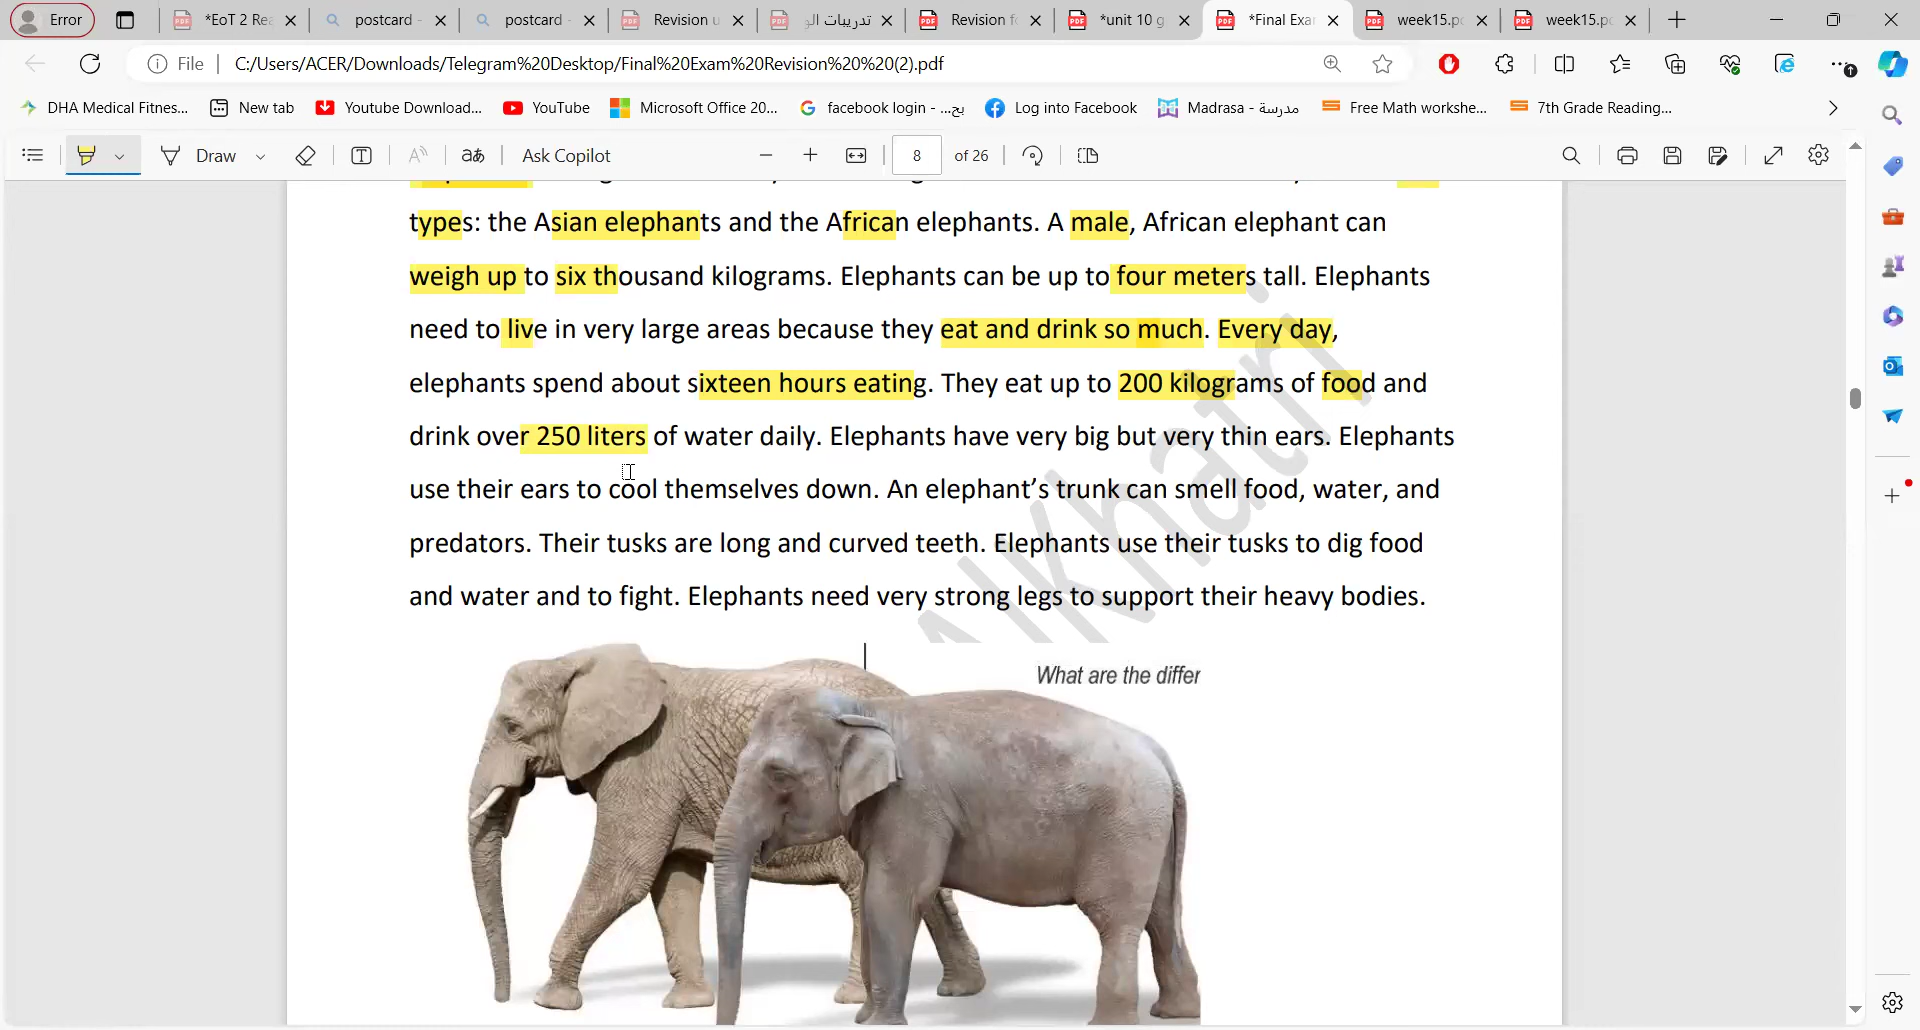 Error
*EoT 2 Rea
postcard -
postcard -
Revision u
تدريبات الو
Revision fo
*unit 10 g
*Final Exa
week15.p
week15.p
File
C:/Users/ACER/Downloads/Telegram%20Desktop/Final%20Exam%20Revision%20%20(2).pdf
DHA Medical Fitnes...
New tab
Youtube Download...
YouTube
Microsoft Office 20...
facebook login - ...بح
Log into Facebook
Madrasa - مدرسة
Free Math workshe...
7th Grade Reading...
Draw
aあ
Ask Copilot
8
of 26
types: the Asian elephants and the African elephants. A male, African elephant can
weigh up to six thousand kilograms. Elephants can be up to four meters tall. Elephants
need to live in very large areas because they eat and drink so much. Every day,
elephants spend about sixteen hours eating. They eat up to 200 kilograms of food and
drink over 250 liters of water daily. Elephants have very big but very thin ears. Elephants
use their ears to cool themselves down. An elephant’s trunk can smell food, water, and
predators. Their tusks are long and curved teeth. Elephants use their tusks to dig food
and water and to fight. Elephants need very strong legs to support their heavy bodies.
Alkhatri
What are the differ